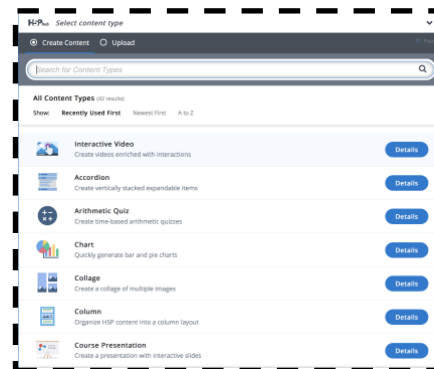 H5Phub Select content type
Create Content Upload
Search for Content Types
All Content Types (42 results)
Show: Recently Used First Newest First A to Z
Interactive Video
Create videos enriched with interactions
Details
Accordion
Create vertically stacked expandable items
Details
Arithmetic Quiz
Create time-based arithmetic quizzes
Details
Chart
Quickly generate bar and pie charts
Details
Collage
Create a collage of multiple images
Details
Column
Organize H5P content into a column layout
Details
Course Presentation
Create a presentation with interactive slides
Details